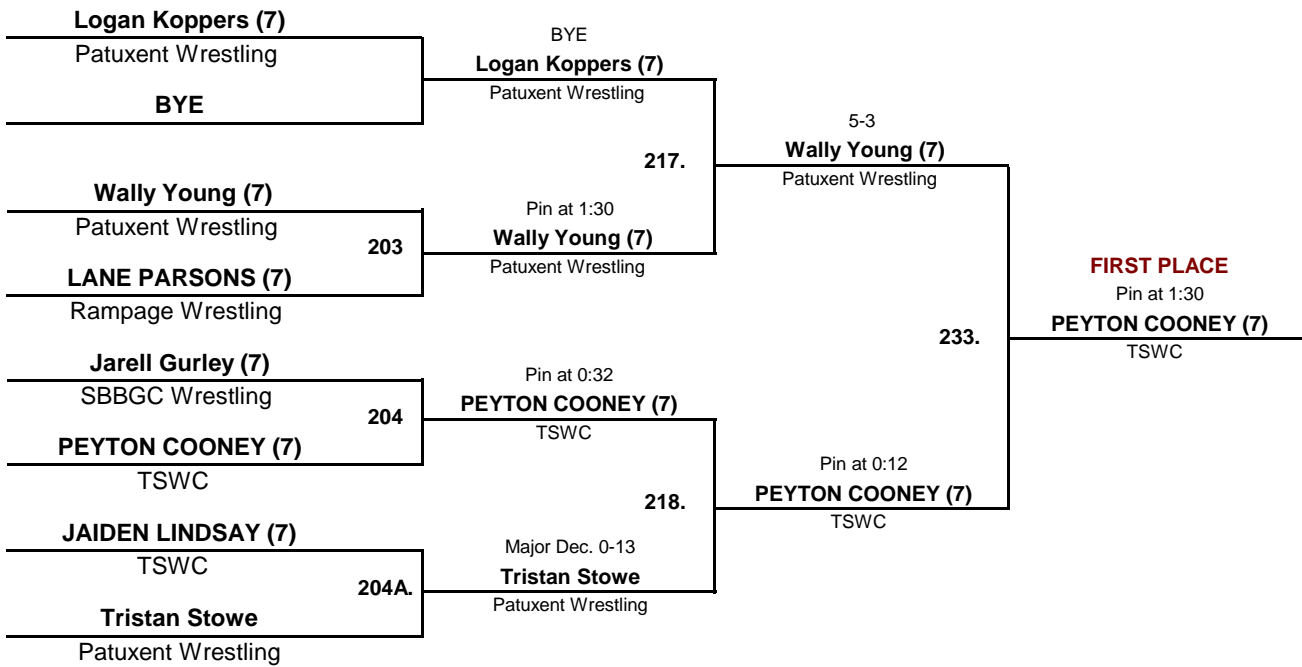 Logan Koppers (7)
Patuxent Wrestling
BYE
Wally Young (7)
Patuxent Wrestling
203
LANE PARSONS (7)
Rampage Wrestling
Jarell Gurley (7)
SBBGC Wrestling
204
PEYTON COONEY (7)
TSWC
JAIDEN LINDSAY (7)
TSWC
204A.
Tristan Stowe
Patuxent Wrestling
BYE
Logan Koppers (7)
Patuxent Wrestling
217.
Pin at 1:30
Wally Young (7)
Patuxent Wrestling
Pin at 0:32
PEYTON COONEY (7)
TSWC
218.
Major Dec. 0-13
Tristan Stowe
Patuxent Wrestling
5-3
Wally Young (7)
Patuxent Wrestling
233.
Pin at 0:12
PEYTON COONEY (7)
TSWC
FIRST PLACE
Pin at 1:30
PEYTON COONEY (7)
TSWC